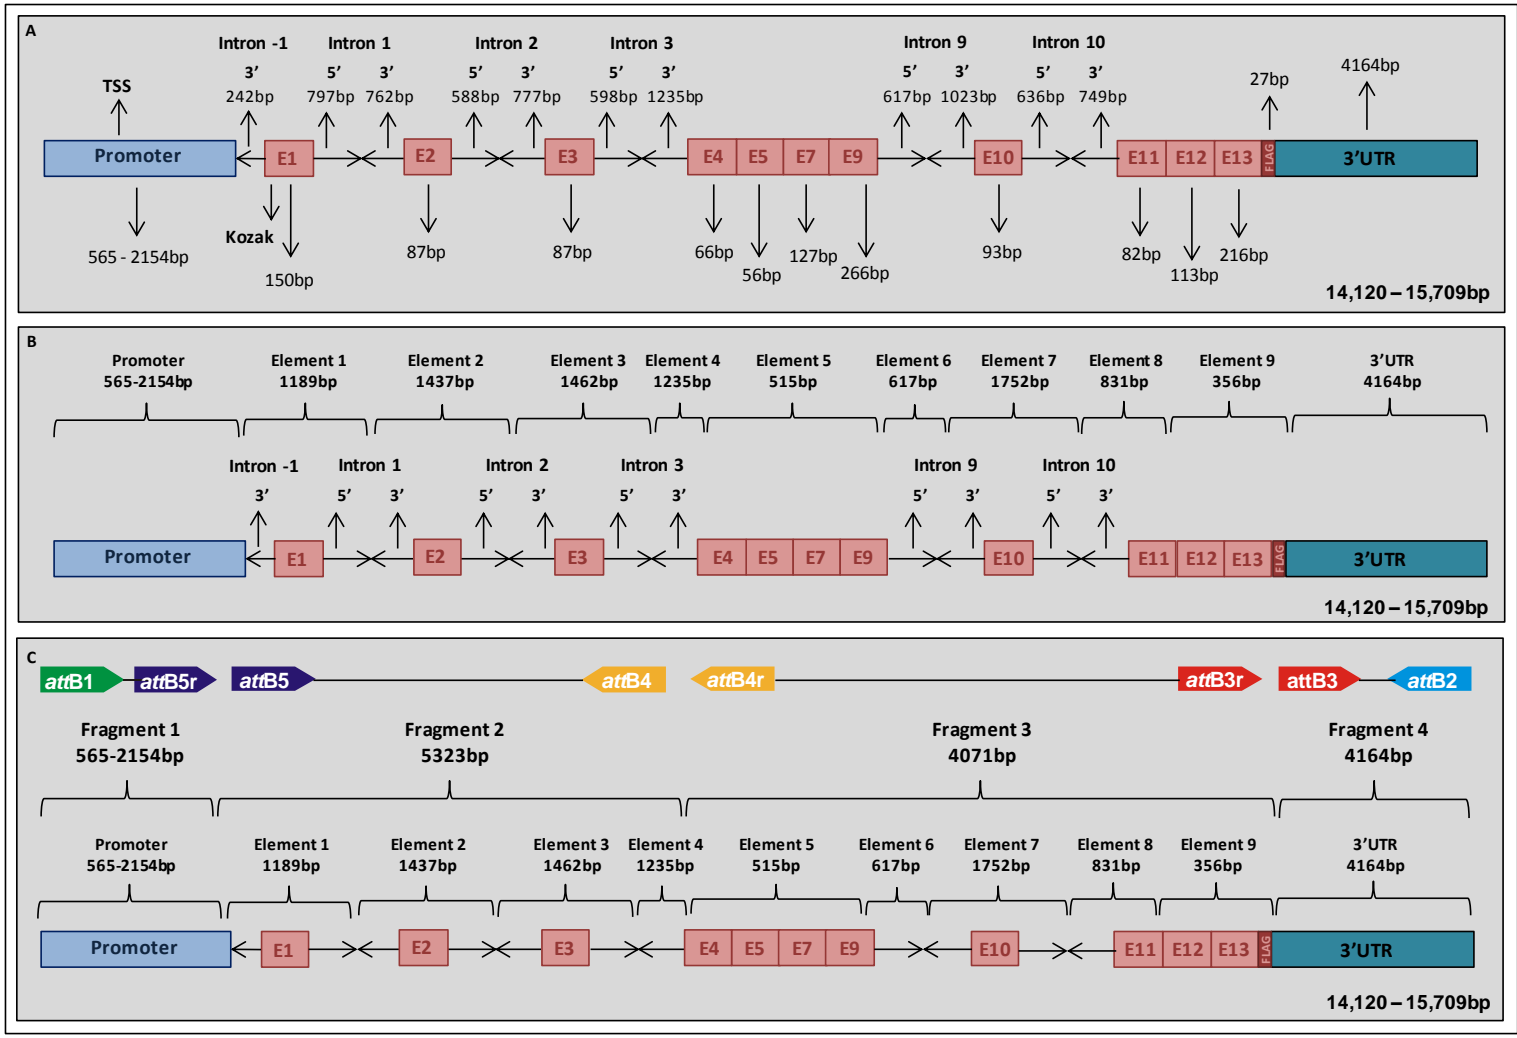 A
Intron -1 Intron 1 Intron 2 Intron 3 Intron 9 Intron 10
3’ 5’ 3’ 5’ 3’ 5’ 3’ 5’ 3’ 5’ 3’
TSS 242bp 797bp 762bp 588bp 777bp 598bp 1235bp 617bp 1023bp 636bp 749bp 27bp 4164bp
Promoter E1 E2 E3 E4 E5 E7 E9 E10 E11 E12 E13 FLAG 3’UTR
Kozak
565 - 2154bp 150bp 87bp 87bp 66bp 56bp 127bp 266bp 93bp 82bp 113bp 216bp
14,120 – 15,709bp
B
Promoter Element 1 Element 2 Element 3 Element 4 Element 5 Element 6 Element 7 Element 8 Element 9 3’UTR
565-2154bp 1189bp 1437bp 1462bp 1235bp 515bp 617bp 1752bp 831bp 356bp 4164bp
Intron -1 Intron 1 Intron 2 Intron 3 Intron 9 Intron 10
3’ 5’ 3’ 5’ 3’ 5’ 3’ 5’ 3’ 5’ 3’
Promoter E1 E2 E3 E4 E5 E7 E9 E10 E11 E12 E13 FLAG 3’UTR
14,120 – 15,709bp
C
attB1 attB5r attB5 attB4 attB4r attB3r attB3 attB2
Fragment 1 Fragment 2 Fragment 3 Fragment 4
565-2154bp 5323bp 4071bp 4164bp
Promoter Element 1 Element 2 Element 3 Element 4 Element 5 Element 6 Element 7 Element 8 Element 9 3’UTR
565-2154bp 1189bp 1437bp 1462bp 1235bp 515bp 617bp 1752bp 831bp 356bp 4164bp
Promoter E1 E2 E3 E4 E5 E7 E9 E10 E11 E12 E13 FLAG 3’UTR
14,120 – 15,709bp